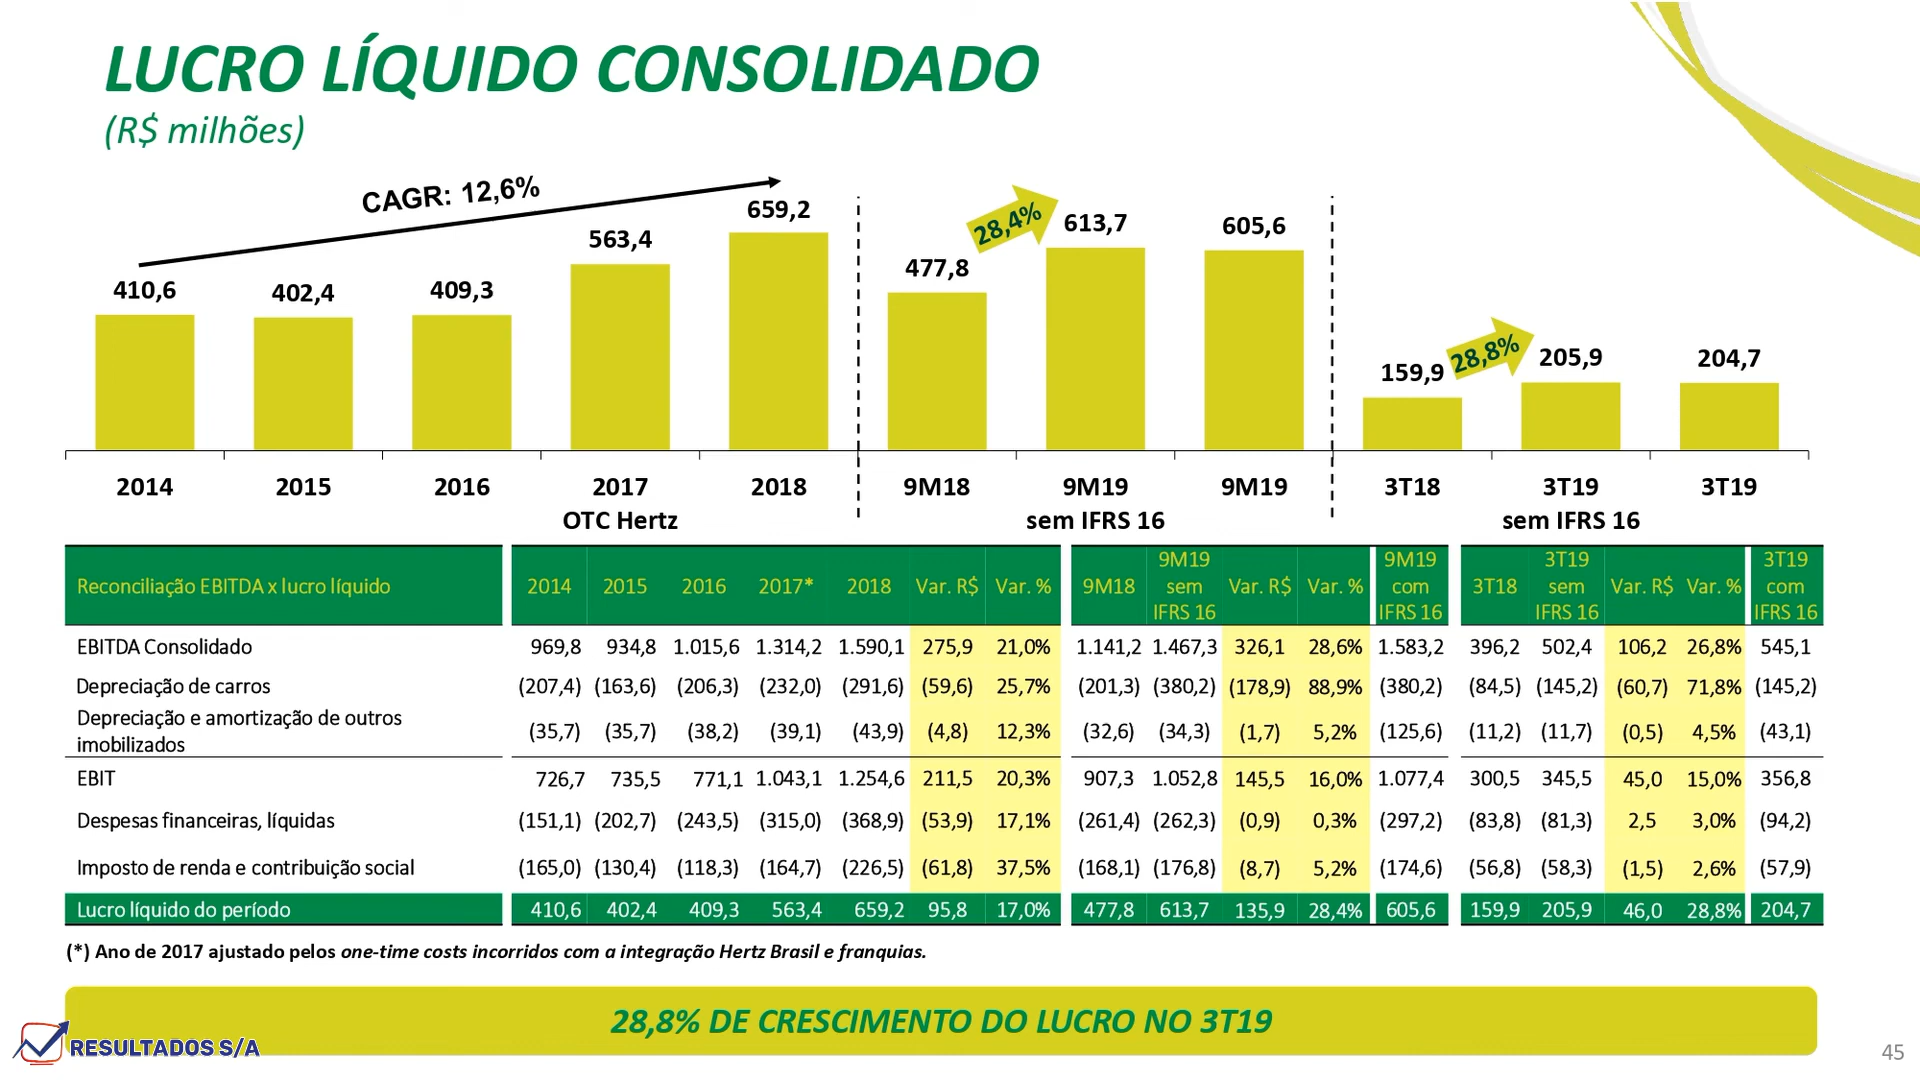 LUCRO LÍQUIDO CONSOLIDADO
(R$ milhões)
CAGR: 12,6%
410,6
402,4
409,3
563,4
659,2
477,8
28,4%
613,7
605,6
159,9
28,8%
205,9
204,7
2014 2015 2016 2017 2018 9M18 9M19 9M19 3T18 3T19 3T19
OTC Hertz sem IFRS 16 sem IFRS 16
Reconciliação EBITDA x lucro líquido 2014 2015 2016 2017* 2018 Var. R$ Var. % 9M18 9M19 sem IFRS 16 Var. R$ Var. % 9M19 com IFRS 16 3T18 3T19 sem IFRS 16 Var. R$ Var. % 3T19 com IFRS 16
EBITDA Consolidado 969,8 934,8 1.015,6 1.314,2 1.590,1 275,9 21,0% 1.141,2 1.467,3 326,1 28,6% 1.583,2 396,2 502,4 106,2 26,8% 545,1
Depreciação de carros (207,4) (163,6) (206,3) (232,0) (291,6) (59,6) 25,7% (201,3) (380,2) (178,9) 88,9% (380,2) (84,5) (145,2) (60,7) 71,8% (145,2)
Depreciação e amortização de outros
imobilizados (35,7) (35,7) (38,2) (39,1) (43,9) (4,8) 12,3% (32,6) (34,3) (1,7) 5,2% (125,6) (11,2) (11,7) (0,5) 4,5% (43,1)
EBIT 726,7 735,5 771,1 1.043,1 1.254,6 211,5 20,3% 907,3 1.052,8 145,5 16,0% 1.077,4 300,5 345,5 45,0 15,0% 356,8
Despesas financeiras, líquidas (151,1) (202,7) (243,5) (315,0) (368,9) (53,9) 17,1% (261,4) (262,3) (0,9) 0,3% (297,2) (83,8) (81,3) 2,5 3,0% (94,2)
Imposto de renda e contribuição social (165,0) (130,4) (118,3) (164,7) (226,5) (61,8) 37,5% (168,1) (176,8) (8,7) 5,2% (174,6) (56,8) (58,3) (1,5) 2,6% (57,9)
Lucro líquido do período 410,6 402,4 409,3 563,4 659,2 95,8 17,0% 477,8 613,7 135,9 28,4% 605,6 159,9 205,9 46,0 28,8% 204,7
(*) Ano de 2017 ajustado pelos one-time costs incorridos com a integração Hertz Brasil e franquias.
28,8% DE CRESCIMENTO DO LUCRO NO 3T19
RESULTADOS S/A
45